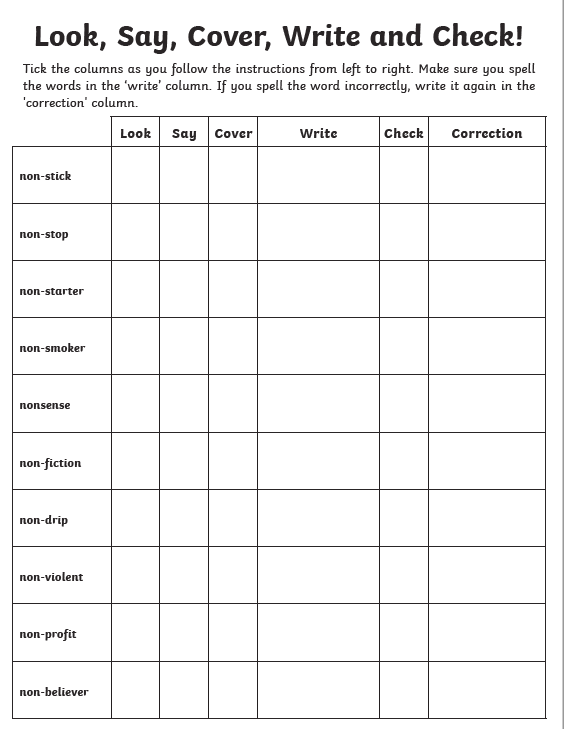 Look, Say, Cover, Write and Check!
Tick the columns as you follow the instructions from left to right. Make sure you spell
the words in the ‘write’ column. If you spell the word incorrectly, write it again in the
'correction' column.
Look Say Cover Write Check Correction
non-stick
non-stop
non-starter
non-smoker
nonsense
non-fiction
non-drip
non-violent
non-profit
non-believer